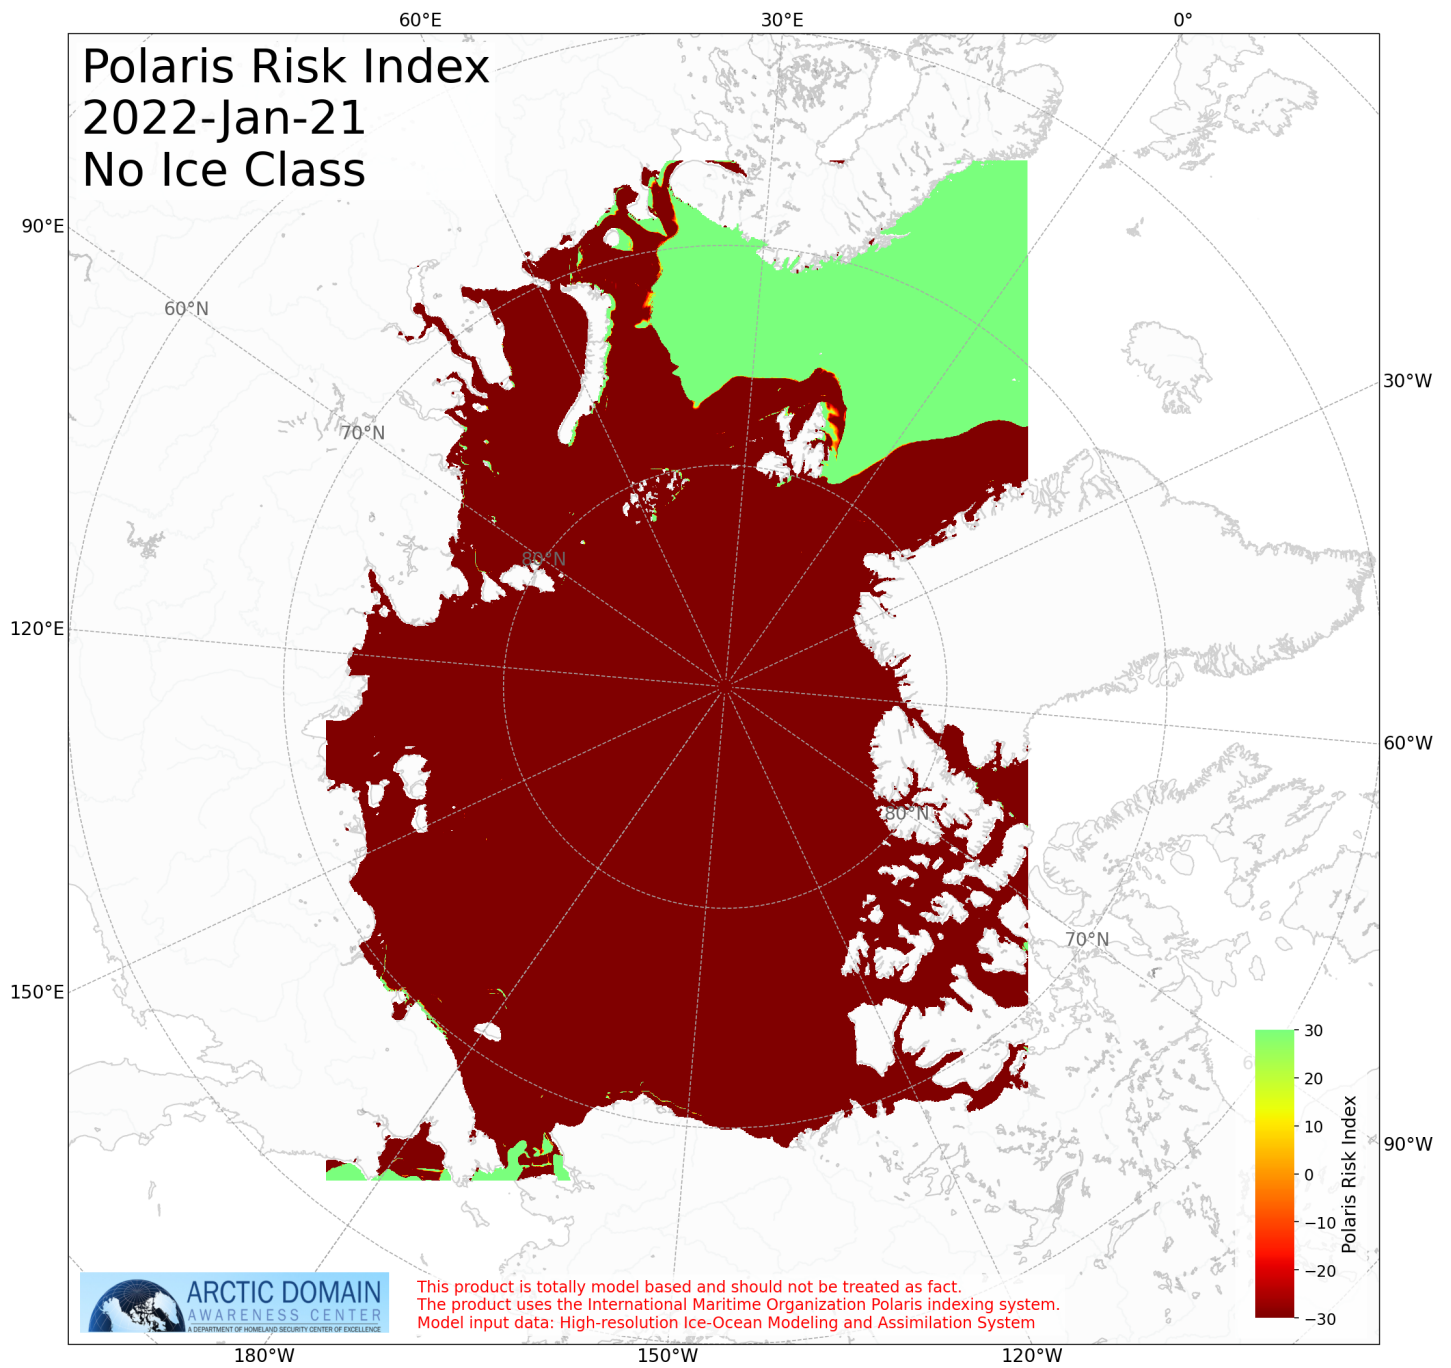 60°E
30°E
0°
Polaris Risk Index
2022-Jan-21
No Ice Class
90°E
60°N
30°W
70°N
80°N
120°E
60°W
80°N
70°N
150°E
30
20
10
0
−10
−20
−30
Polaris Risk Index
90°W
ARCTIC DOMAIN
AWARENESS CENTER
A DEPARTMENT OF HOMELAND SECURITY CENTER OF EXCELLENCE
This product is totally model based and should not be treated as fact.
The product uses the International Maritime Organization Polaris indexing system.
Model input data: High-resolution Ice-Ocean Modeling and Assimilation System
180°W
150°W
120°W